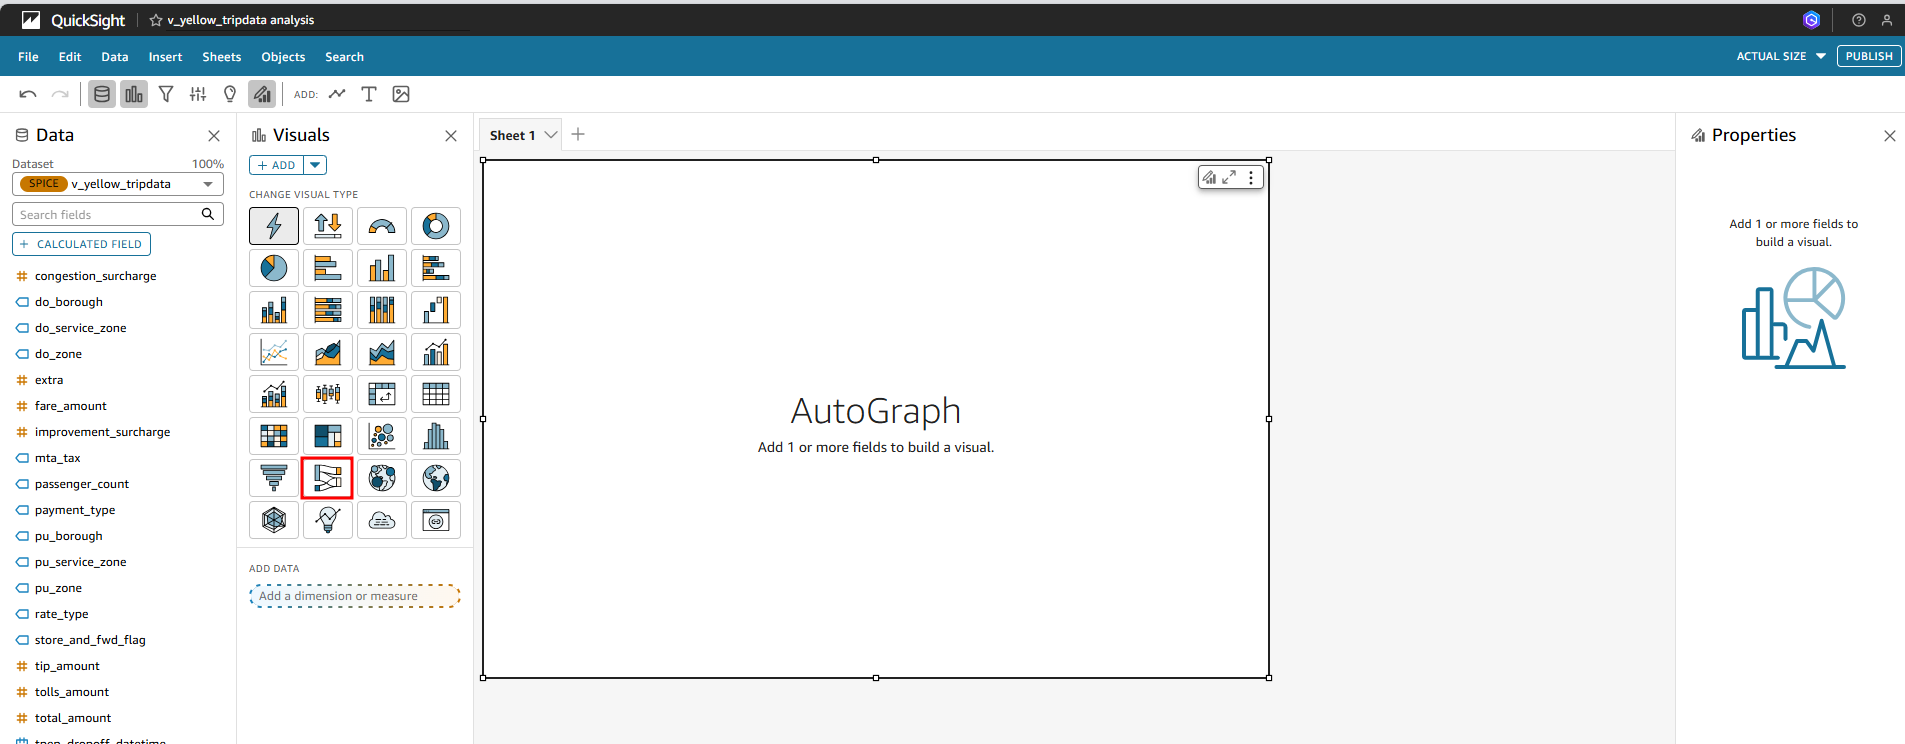 QuickSight
v_yellow_tripdata analysis
File Edit Data Insert Sheets Objects Search
ACTUAL SIZE
PUBLISH
ADD:
Data
Dataset
100%
SPICE v_yellow_tripdata
Search fields
+ CALCULATED FIELD
# congestion_surcharge
do_borough
do_service_zone
do_zone
# extra
# fare_amount
# improvement_surcharge
mta_tax
passenger_count
payment_type
pu_borough
pu_service_zone
pu_zone
rate_type
store_and_fwd_flag
# tip_amount
# tolls_amount
# total_amount
tpep_dropoff_datetime
Visuals
+ ADD
CHANGE VISUAL TYPE
ADD DATA
Add a dimension or measure
Sheet 1
AutoGraph
Add 1 or more fields to build a visual.
Properties
Add 1 or more fields to
build a visual.